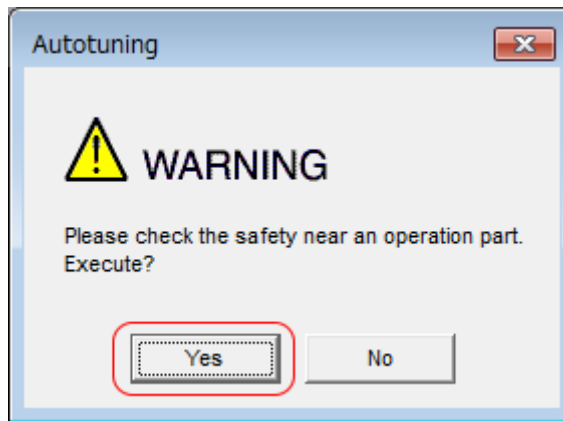 Autotuning
WARNING
Please check the safety near an operation part.
Execute?
Yes
No